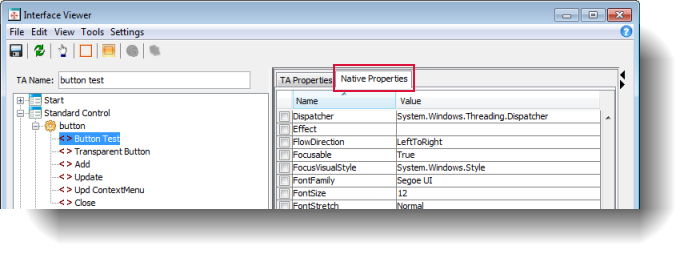 Interface Viewer
File Edit View Tools Settings
TA Name: button test
Start
Standard Control
button
<> Button Test
<> Transparent Button
<> Add
<> Update
<> Upd ContextMenu
<> Close
TA Properties Native Properties
Name Value
Dispatcher System.Windows.Threading.Dispatcher
Effect
FlowDirection LeftToRight
Focusable True
FocusVisualStyle System.Windows.Style
FontFamily Segoe UI
FontSize 12
FontStretch Normal